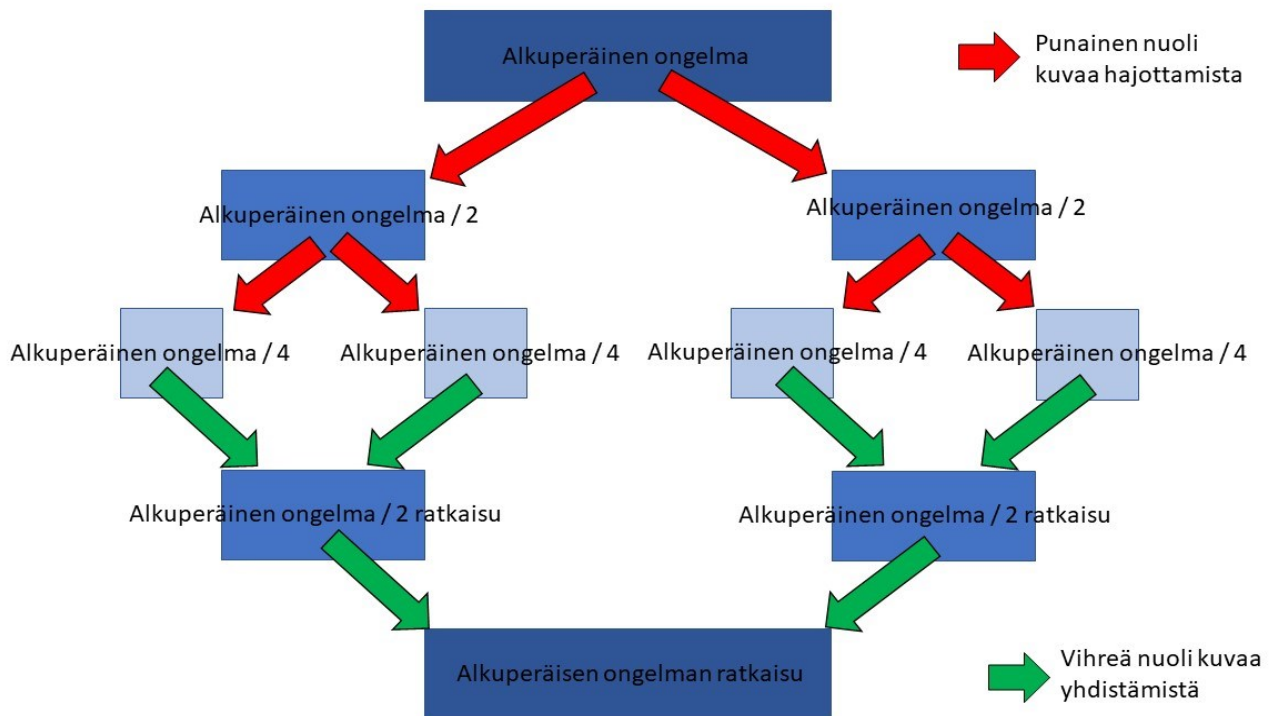 Alkuperäinen ongelma
Punainen nuoli
kuvaa hajottamista
Alkuperäinen ongelma / 2
Alkuperäinen ongelma / 2
Alkuperäinen ongelma / 4
Alkuperäinen ongelma / 4
Alkuperäinen ongelma / 4
Alkuperäinen ongelma / 4
Alkuperäinen ongelma / 2 ratkaisu
Alkuperäinen ongelma / 2 ratkaisu
Alkuperäisen ongelman ratkaisu
Vihreä nuoli kuvaa
yhdistämistä